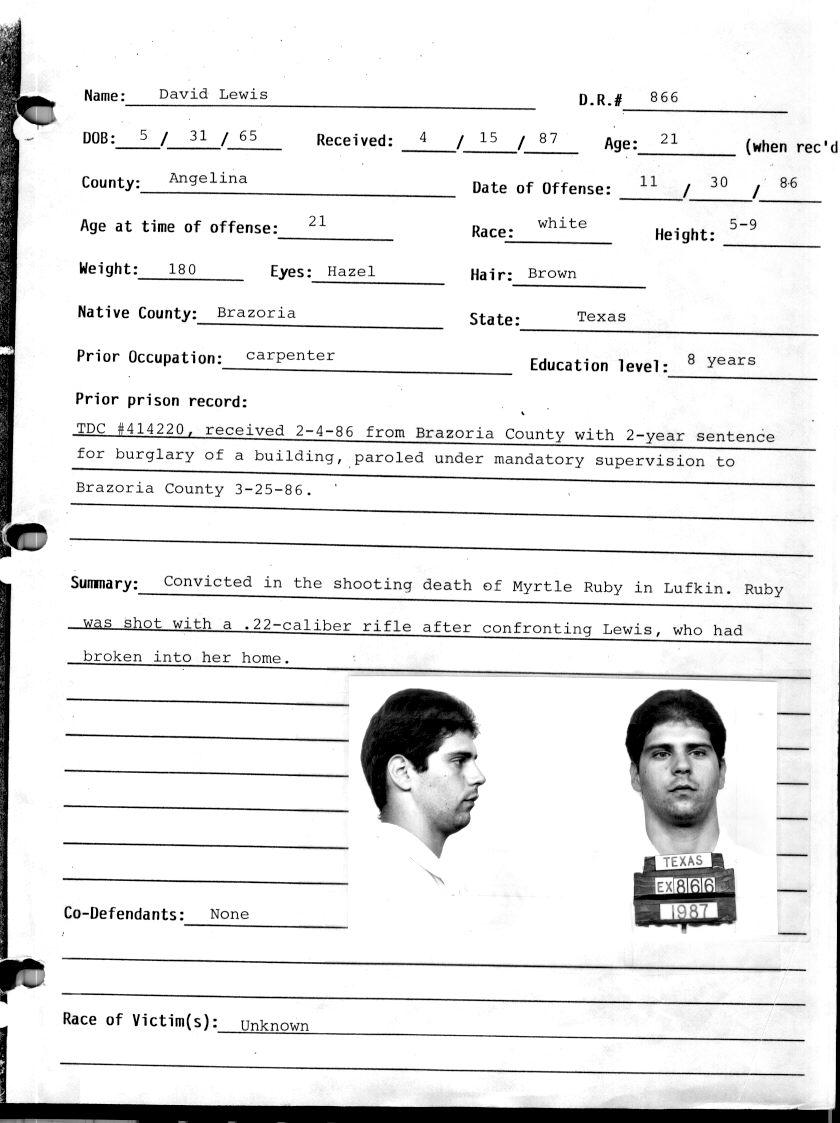 Name: David Lewis D.R.# 866
DOB: 5 / 31 / 65 Received: 4 / 15 / 87 Age: 21 (when rec'd
County: Angelina Date of Offense: 11 / 30 / 86
Age at time of offense: 21 Race: white Height: 5-9
Weight: 180 Eyes: Hazel Hair: Brown
Native County: Brazoria State: Texas
Prior Occupation: carpenter Education level: 8 years
Prior prison record:
TDC #414220, received 2-4-86 from Brazoria County with 2-year sentence
for burglary of a building, paroled under mandatory supervision to
Brazoria County 3-25-86.
Summary: Convicted in the shooting death of Myrtle Ruby in Lufkin. Ruby
was shot with a .22-caliber rifle after confronting Lewis, who had
broken into her home.
TEXAS
EX866
1987
Co-Defendants: None
Race of Victim(s): Unknown